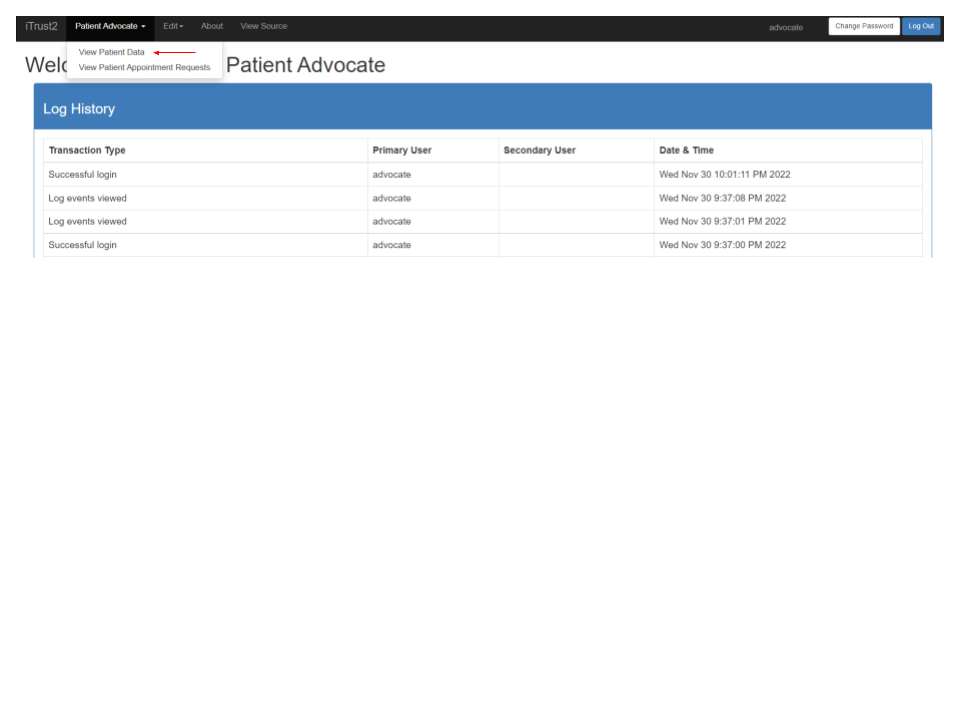 iTrust2 Patient Advocate Edit About View Source advocate Change Password Log Out
View Patient Data
View Patient Appointment Requests
Welc Patient Advocate
Log History
Transaction Type Primary User Secondary User Date & Time
Successful login advocate Wed Nov 30 10:01:11 PM 2022
Log events viewed advocate Wed Nov 30 9:37:08 PM 2022
Log events viewed advocate Wed Nov 30 9:37:01 PM 2022
Successful login advocate Wed Nov 30 9:37:00 PM 2022